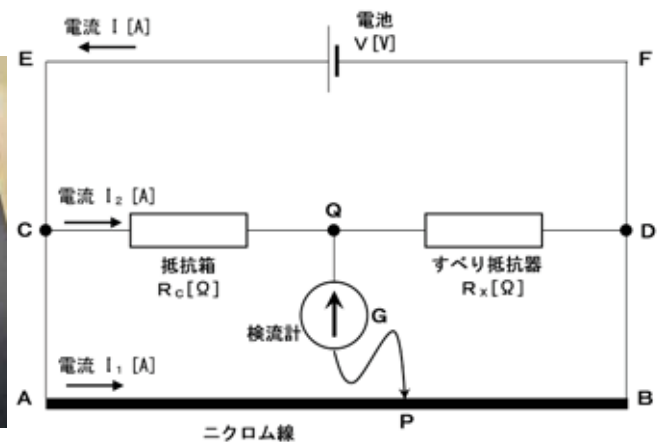 電流 I [A]
電池
V [V]
E
F
電流 I₂ [A]
C
Q
D
抵抗箱
Rc[Ω]
すべり抵抗器
Rx[Ω]
G
検流計
電流 I₁ [A]
A
B
P
ニクロム線